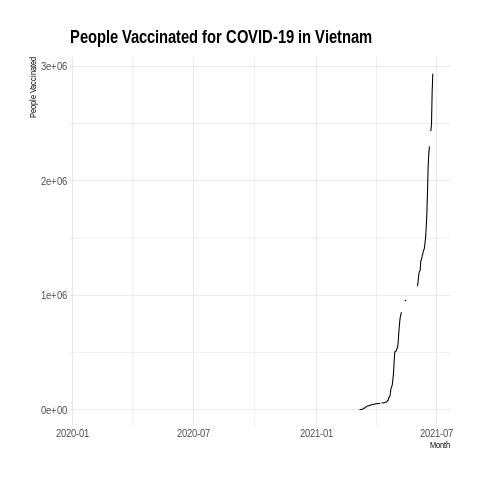 People Vaccinated for COVID-19 in Vietnam
People Vaccinated
3e+06
2e+06
1e+06
0e+00
2020-01
2020-07
2021-01
2021-07
Month